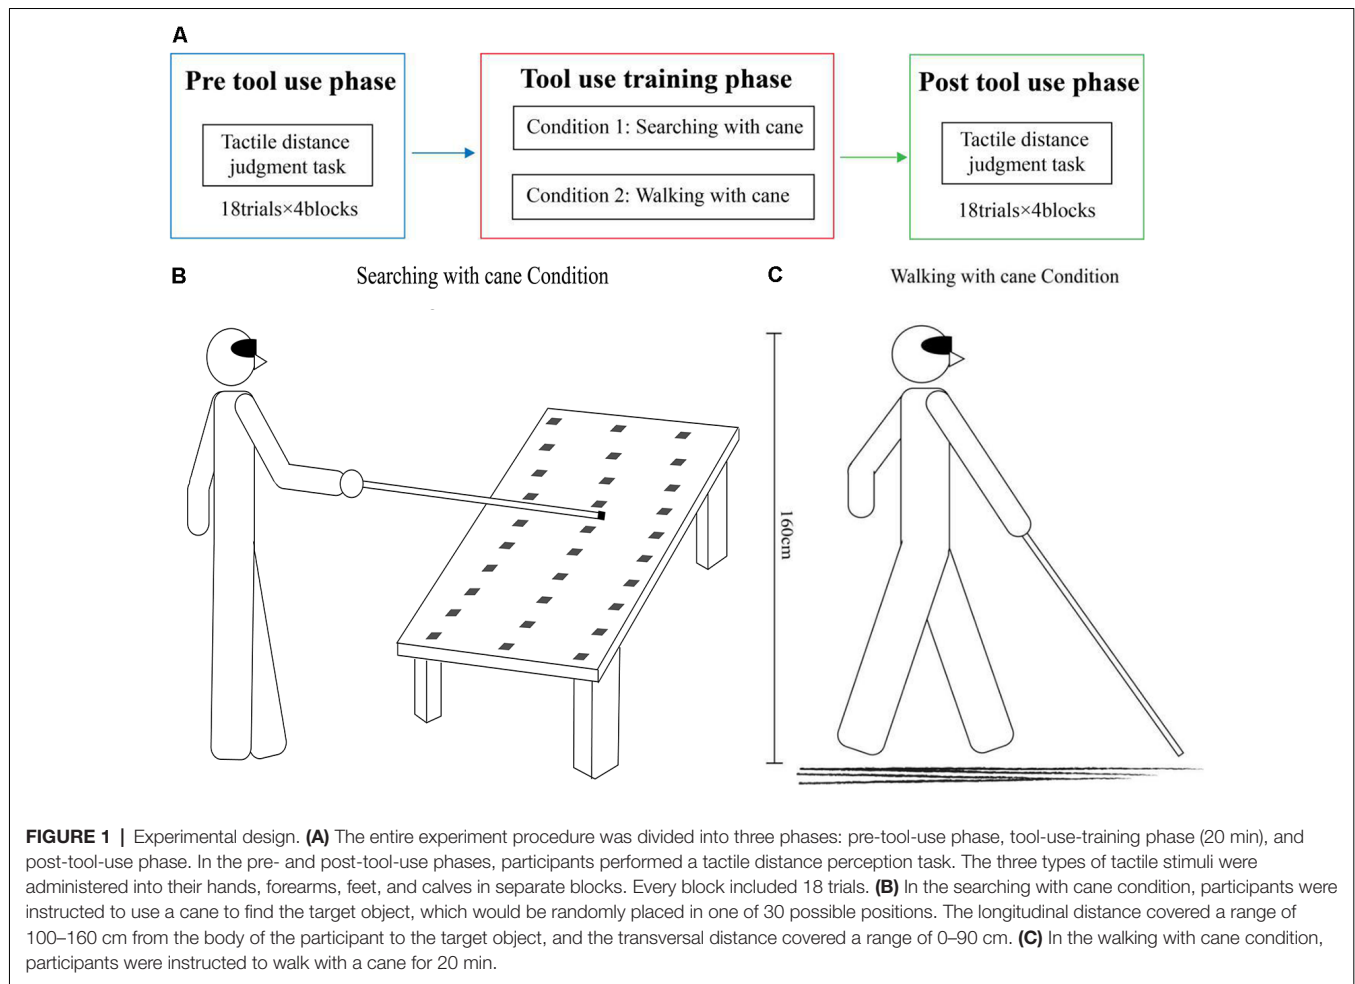 A
Pre tool use phase
Tactile distance
judgment task
18trials×4blocks
Tool use training phase
Condition 1: Searching with cane
Condition 2: Walking with cane
Post tool use phase
Tactile distance
judgment task
18trials×4blocks
B
Searching with cane Condition
C
Walking with cane Condition
160cm
FIGURE 1 | Experimental design. (A) The entire experiment procedure was divided into three phases: pre-tool-use phase, tool-use-training phase (20 min), and
post-tool-use phase. In the pre- and post-tool-use phases, participants performed a tactile distance perception task. The three types of tactile stimuli were
administered into their hands, forearms, feet, and calves in separate blocks. Every block included 18 trials. (B) In the searching with cane condition, participants were
instructed to use a cane to find the target object, which would be randomly placed in one of 30 possible positions. The longitudinal distance covered a range of
100–160 cm from the body of the participant to the target object, and the transversal distance covered a range of 0–90 cm. (C) In the walking with cane condition,
participants were instructed to walk with a cane for 20 min.